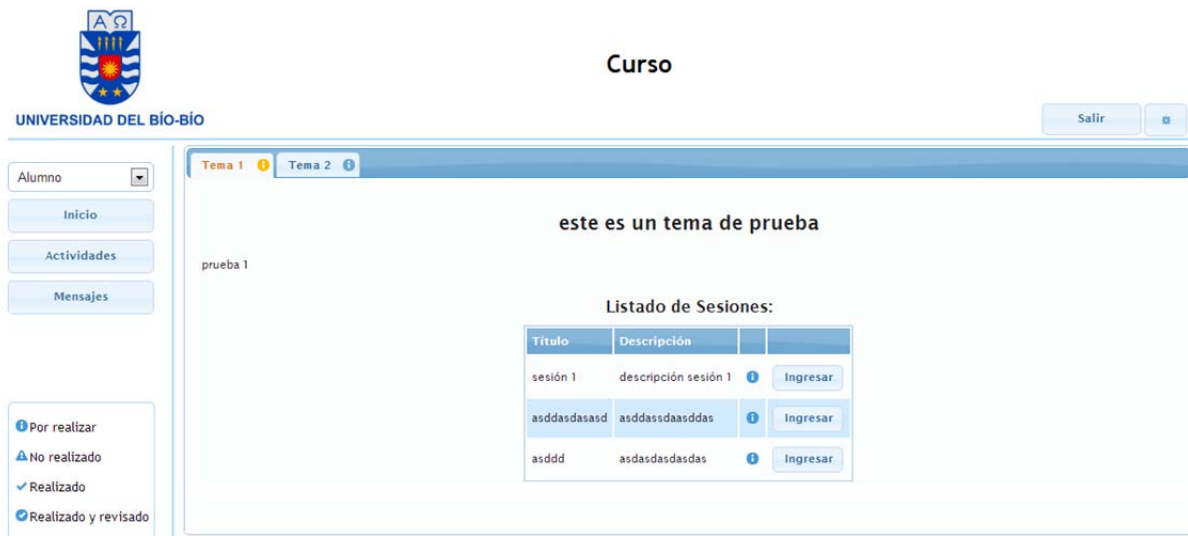 ΑΩ
UNIVERSIDAD DEL BÍO-BÍO
Curso
Salir
Alumno
Inicio
Actividades
Mensajes
Por realizar
No realizado
Realizado
Realizado y revisado
Tema 1 Tema 2
este es un tema de prueba
prueba 1
Listado de Sesiones:
Título Descripción
sesión 1 descripción sesión 1 Ingresar
asddasdasasd asddassdaasddas Ingresar
asddd asdasdasdasdas Ingresar